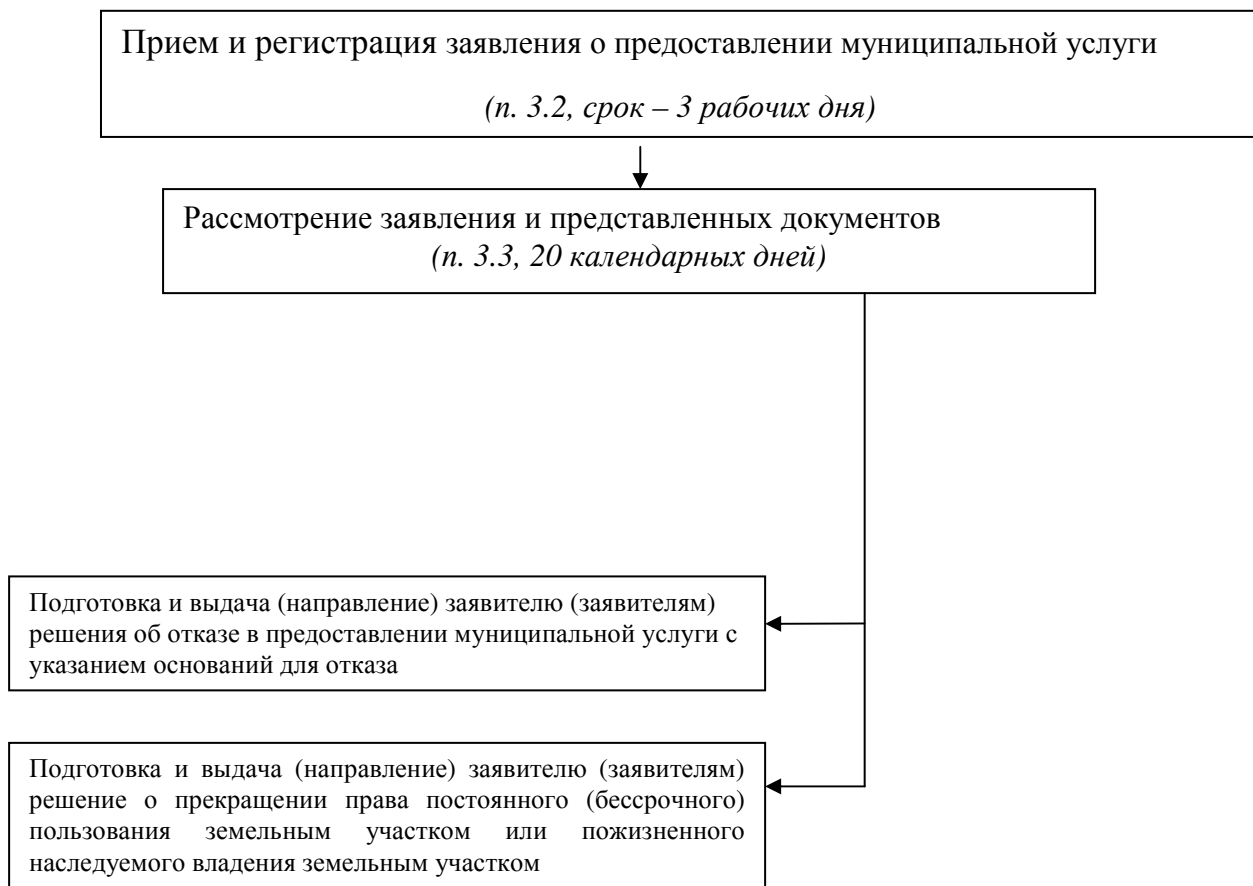 Прием и регистрация заявления о предоставлении муниципальной услуги
(п. 3.2, срок – 3 рабочих дня)
Рассмотрение заявления и представленных документов
(п. 3.3, 20 календарных дней)
Подготовка и выдача (направление) заявителю (заявителям)
решения об отказе в предоставлении муниципальной услуги с
указанием оснований для отказа
Подготовка и выдача (направление) заявителю (заявителям)
решение о прекращении права постоянного (бессрочного)
пользования земельным участком или пожизненного
наследуемого владения земельным участком